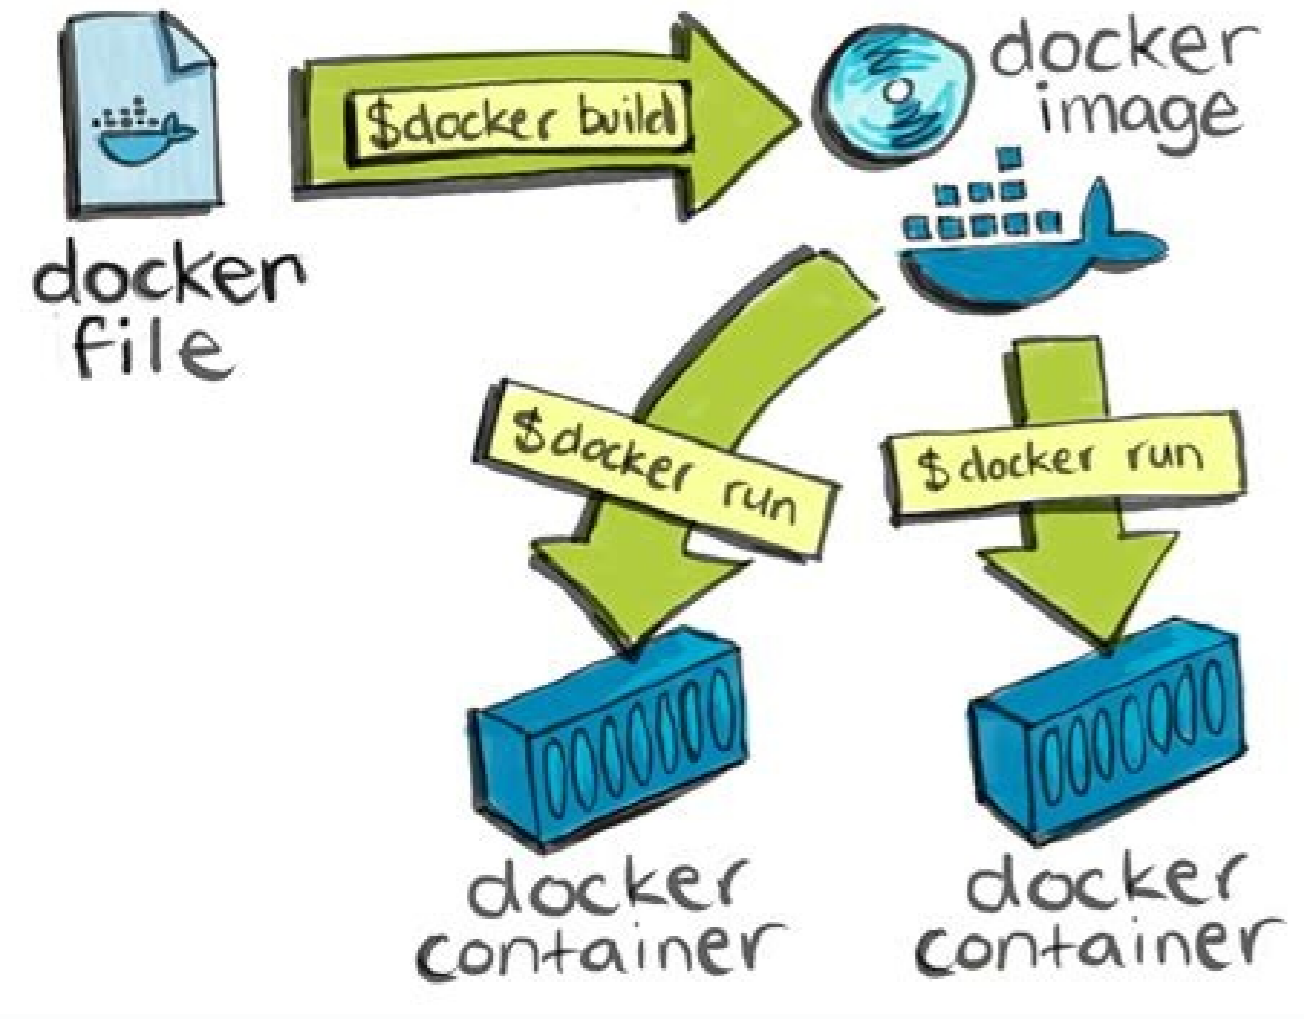 $docker build
docker
image
docker
file
$docker run
$ docker run
docker
container
docker
container